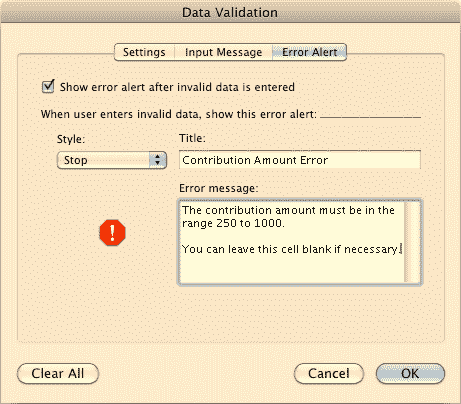 Data Validation
Settings Input Message Error Alert
Show error alert after invalid data is entered
When user enters invalid data, show this error alert:
Style: Title:
Stop Contribution Amount Error
Error message:
The contribution amount must be in the
range 250 to 1000.
You can leave this cell blank if necessary.
Clear All Cancel OK